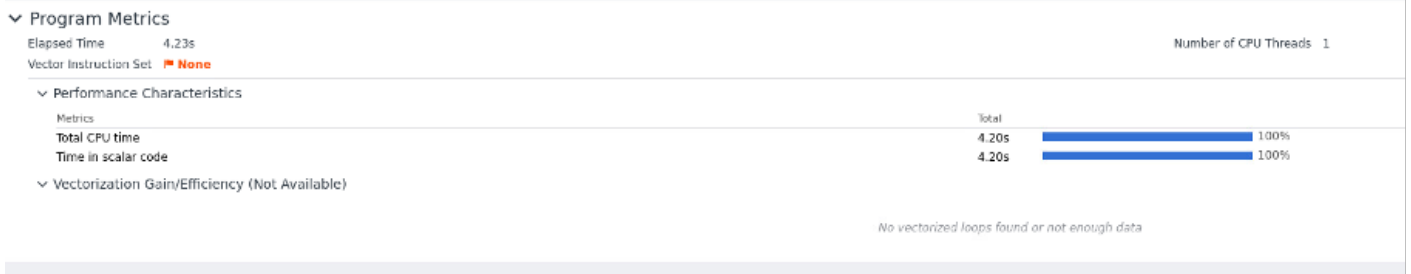 Program Metrics
Elapsed Time 4.23s Number of CPU Threads 1
Vector Instruction Set None
Performance Characteristics
Metrics Total
Total CPU time 4.20s 100%
Time in scalar code 4.20s 100%
Vectorization Gain/Efficiency (Not Available)
No vectorized loops found or not enough data